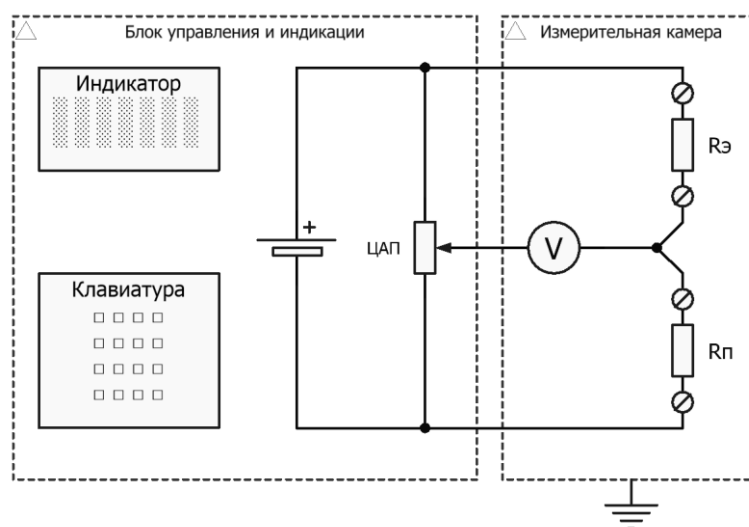 Блок управления и индикации
Измерительная камера
Индикатор
Rэ
+
ЦАП
V
Клавиатура
Rп